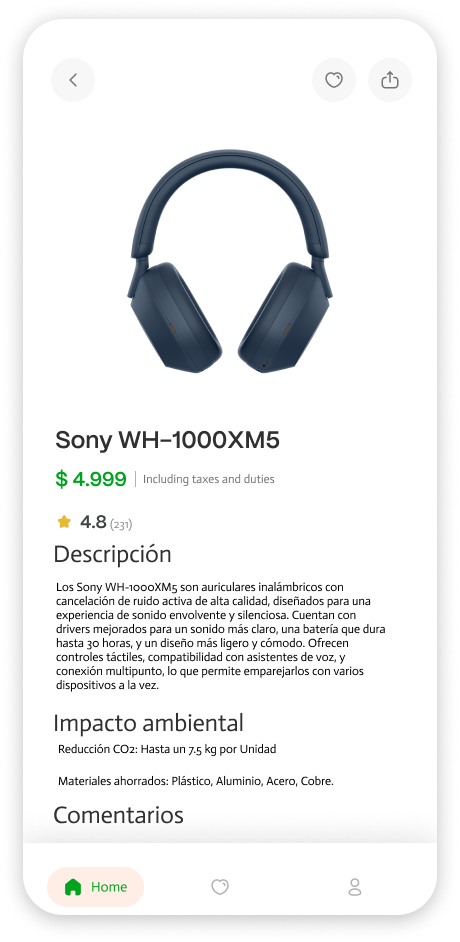 Sony WH-1000XM5
$ 4.999 Including taxes and duties
4.8 (231)
Descripción
Los Sony WH-1000XM5 son auriculares inalámbricos con
cancelación de ruido activa de alta calidad, diseñados para una
experiencia de sonido envolvente y silenciosa. Cuentan con
drivers mejorados para un sonido más claro, una batería que dura
hasta 30 horas, y un diseño más ligero y cómodo. Ofrecen
controles táctiles, compatibilidad con asistentes de voz, y
conexión multipunto, lo que permite emparejarlos con varios
dispositivos a la vez.
Impacto ambiental
Reducción CO2: Hasta un 7.5 kg por Unidad
Materiales ahorrados: Plástico, Aluminio, Acero, Cobre.
Comentarios
Home